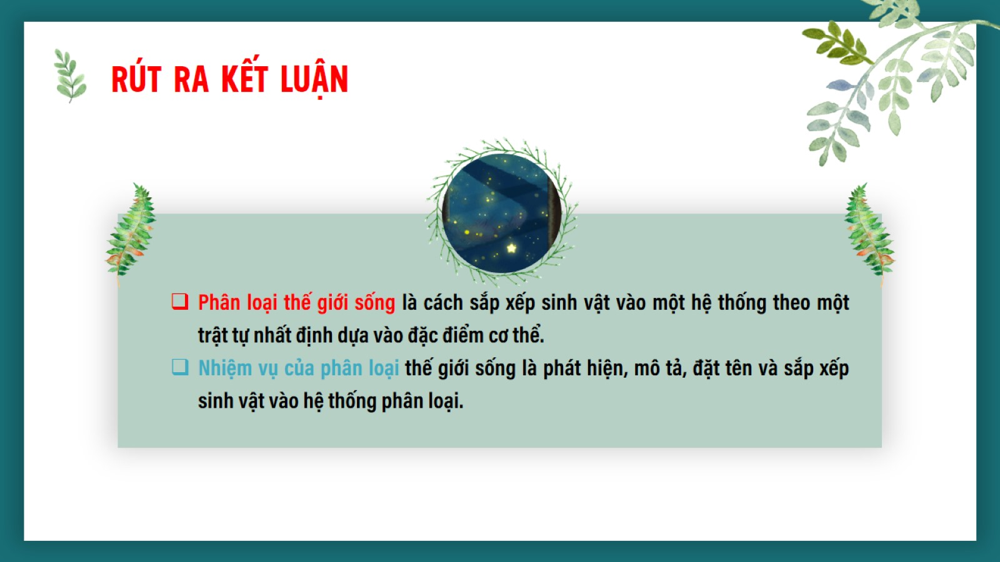 RÚT RA KẾT LUẬN
❑ Phân loại thế giới sống là cách sắp xếp sinh vật vào một hệ thống theo một
trật tự nhất định dựa vào đặc điểm cơ thể.
❑ Nhiệm vụ của phân loại thế giới sống là phát hiện, mô tả, đặt tên và sắp xếp
sinh vật vào hệ thống phân loại.